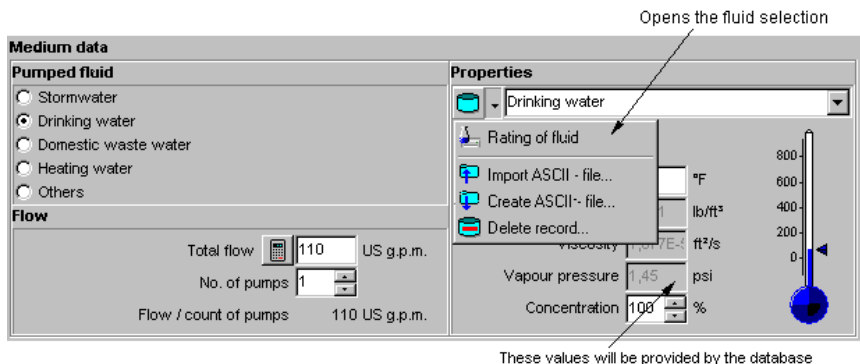 Opens the fluid selection
Medium data
Pumped fluid
Stormwater
Drinking water
Domestic waste water
Heating water
Others
Properties
Drinking water
Rating of fluid
Import ASCII - file...
Create ASCII - file...
Delete record...
°F
lb/ft³
Viscosity ft²/s
Vapour pressure 1,45 psi
Concentration 100 %
800
600
400
200
0
Flow
Total flow 110 US g.p.m.
No. of pumps 1
Flow / count of pumps 110 US g.p.m.
These values will be provided by the database